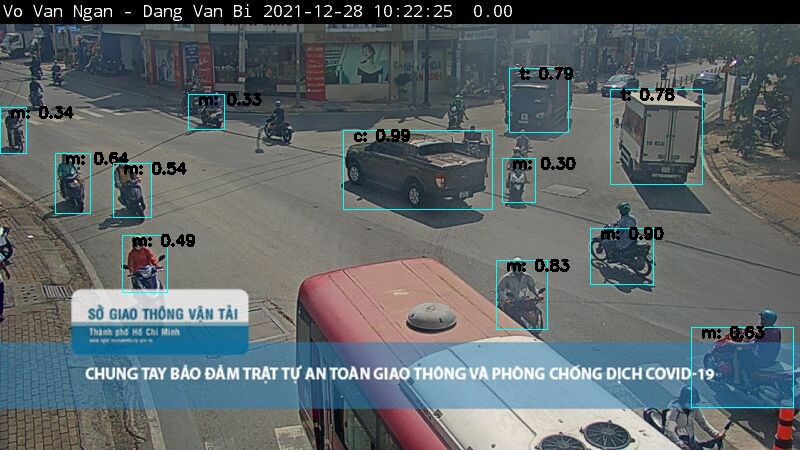 Vo Van Ngan - Dang Van Bi 2021-12-28 10:22:25 0.00
t: 0.79
t: 0.78
m: 0.34
m: 0.33
c: 0.99
m: 0.64
m: 0.54
m: 0.30
m: 0.49
m: 0.90
m: 0.83
m: 0.63
SỞ GIAO THÔNG VẬN TẢI
Thành phố Hồ Chí Minh
CHUNG TAY BẢO ĐẢM TRẬT TỰ AN TOÀN GIAO THÔNG VÀ PHÒNG CHỐNG DỊCH COVID-19